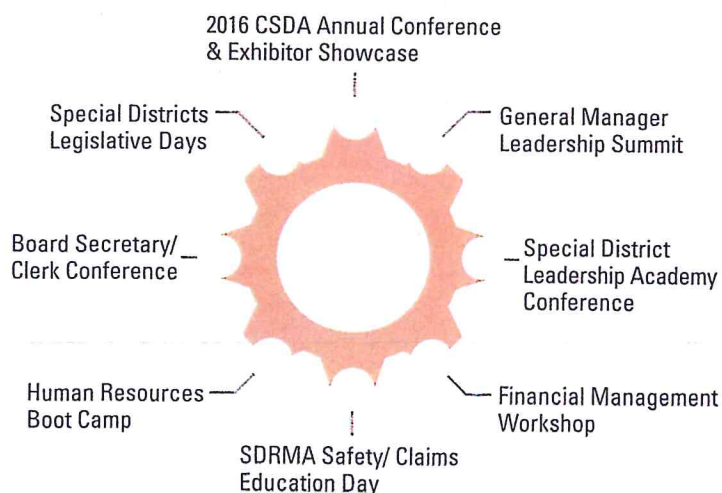 2016 CSDA Annual Conference
& Exhibitor Showcase
Special Districts
Legislative Days
General Manager
Leadership Summit
Board Secretary/
Clerk Conference
Special District
Leadership Academy
Conference
Human Resources
Boot Camp
Financial Management
Workshop
SDRMA Safety/ Claims
Education Day